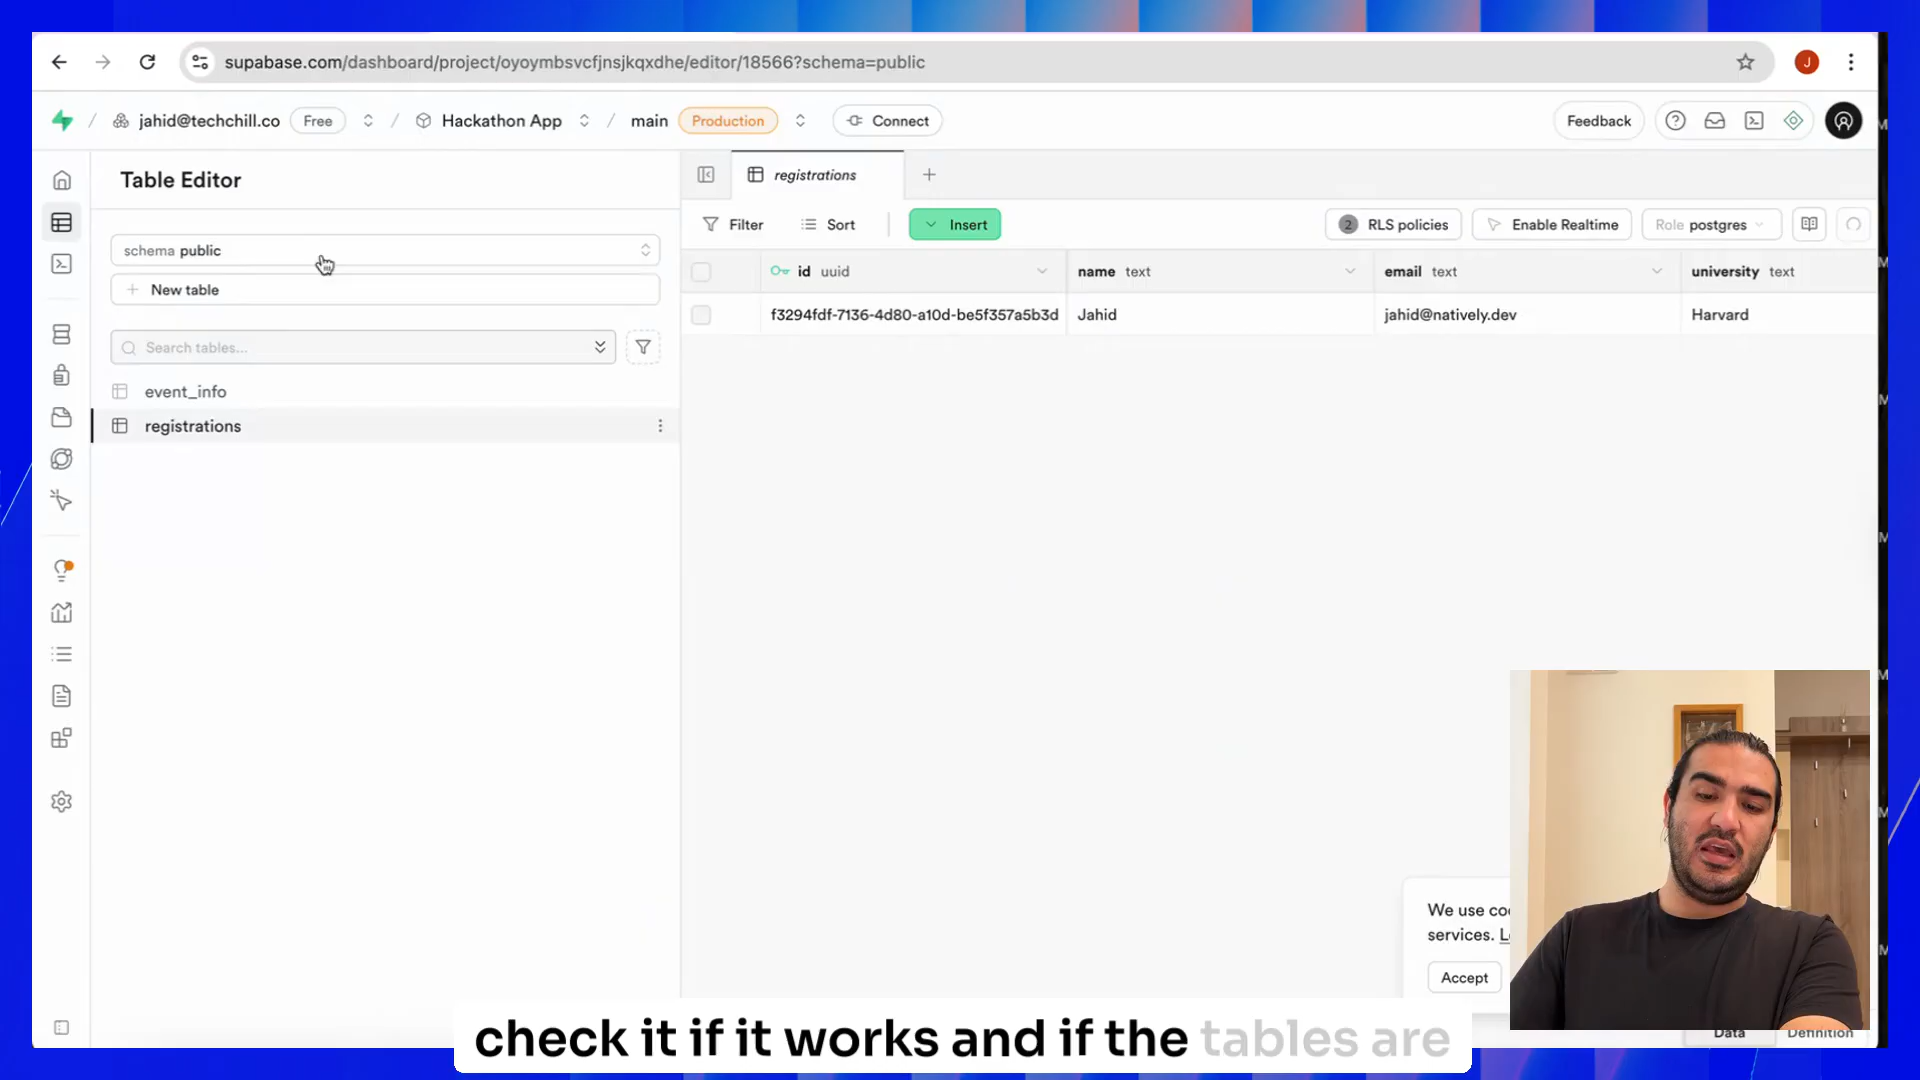 supabase.com/dashboard/project/oyoymbsvcfjnsjkqxdhe/editor/18566?schema=public
J
/ jahid@techchill.co Free / Hackathon App / main Production Connect
Feedback
Table Editor
registrations
schema public
New table
Search tables...
event_info
registrations
Filter Sort Insert
2 RLS policies Enable Realtime Role postgres
id uuid name text email text university text
f3294fdf-7136-4d80-a10d-be5f357a5b3d Jahid jahid@natively.dev Harvard
We use coo
services. L
Accept
Data Definition
check it if it works and if the tables are